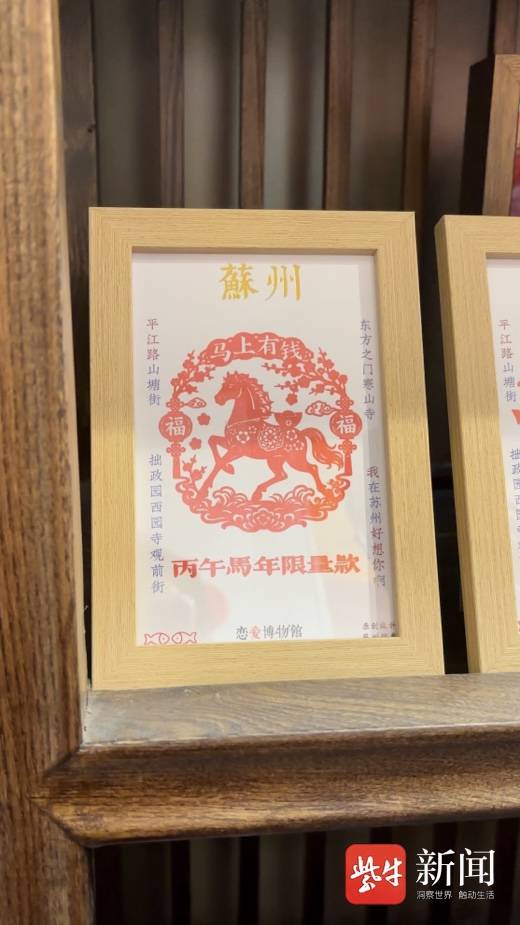 蘇州
马上有钱
福
福
平江路山塘街
拙政园西园寺观前街
东方之门寒山寺
我在苏州好想你啊
丙午馬年限量款
恋爱博物馆
紫牛新闻
洞察世界 触动生活